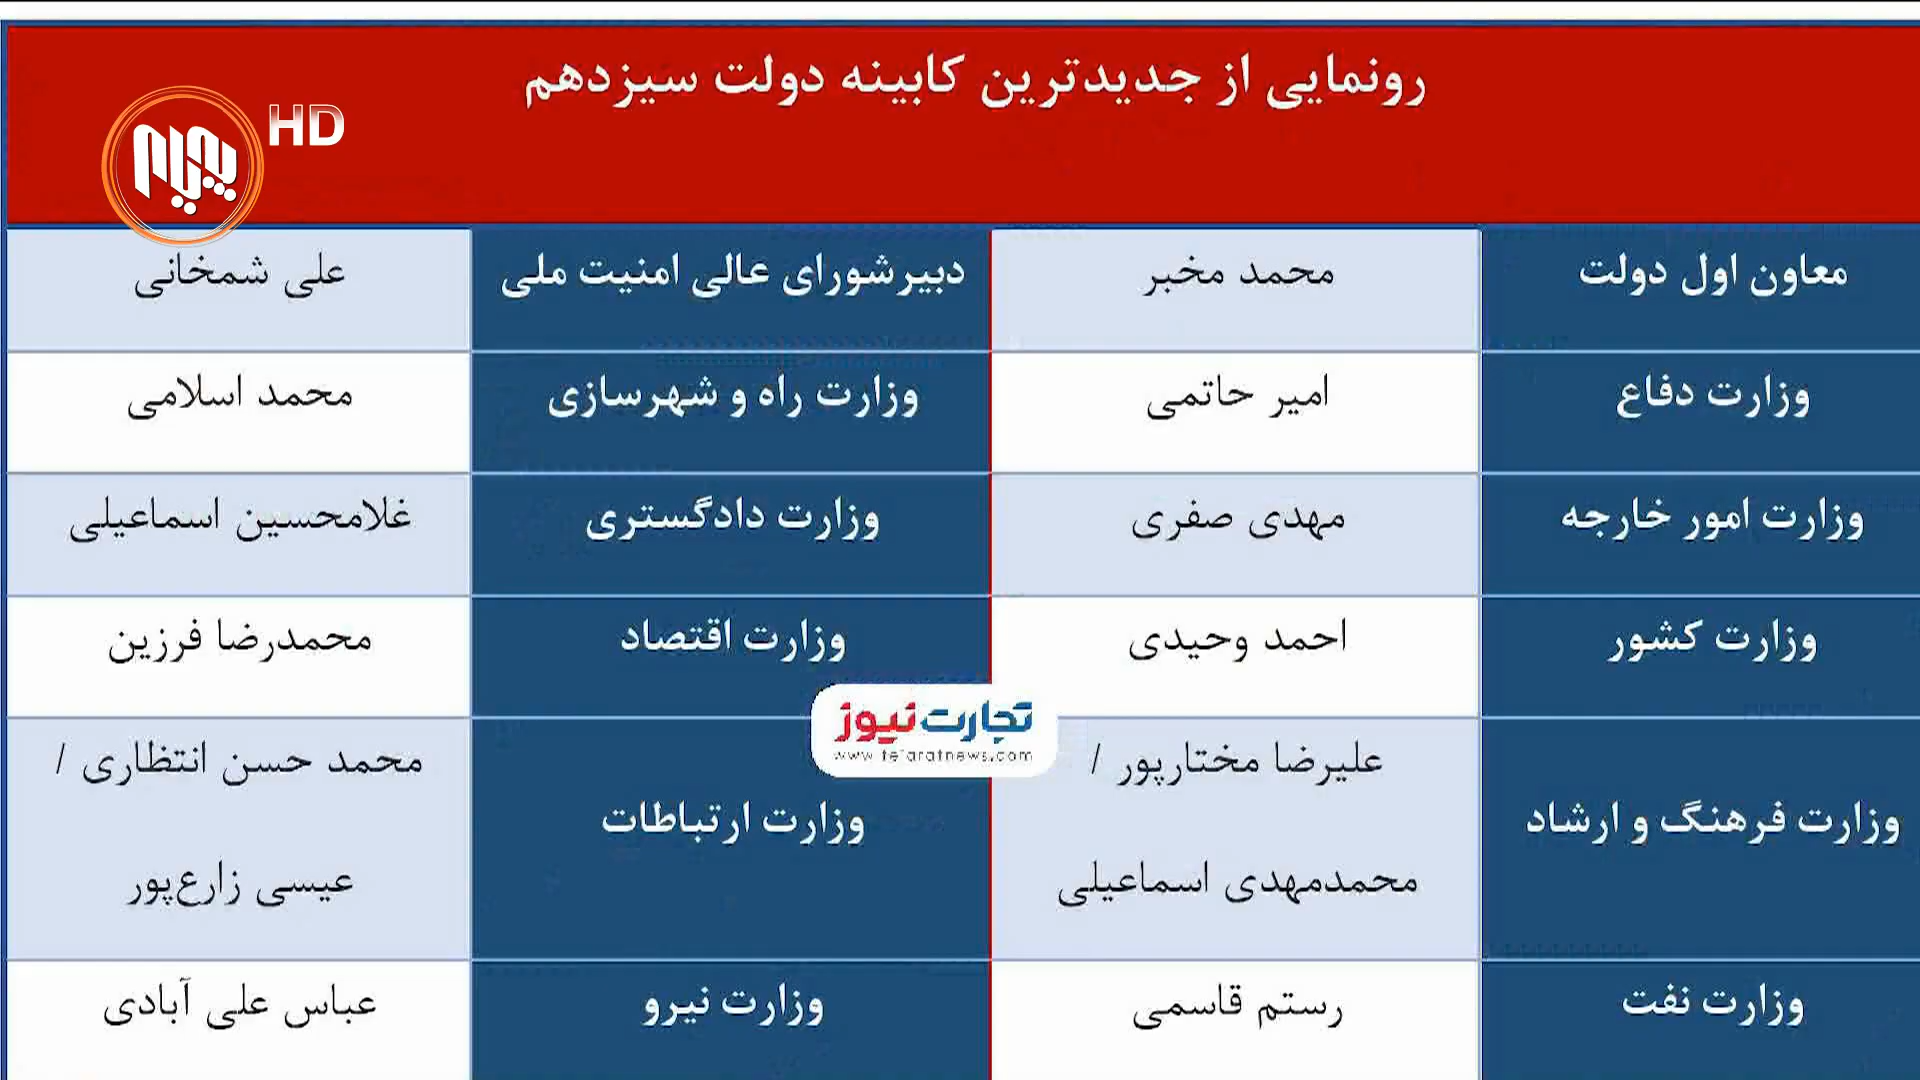 رونمایی از جدیدترین کابینه دولت سیزدهم
پویا
HD
معاون اول دولت
محمد مخبر
دبیرشورای عالی امنیت ملی
علی شمخانی
وزارت دفاع
امیر حاتمی
وزارت راه و شهرسازی
محمد اسلامی
وزارت امور خارجه
مهدی صفری
وزارت دادگستری
غلامحسین اسماعیلی
وزارت کشور
احمد وحیدی
وزارت اقتصاد
محمدرضا فرزین
تجارت‌نیوز
www.tejaratnews.com
وزارت فرهنگ و ارشاد
علیرضا مختارپور /
محمدمهدی اسماعیلی
وزارت ارتباطات
محمد حسن انتظاری /
عیسی زارع‌پور
وزارت نفت
رستم قاسمی
وزارت نیرو
عباس علی آبادی